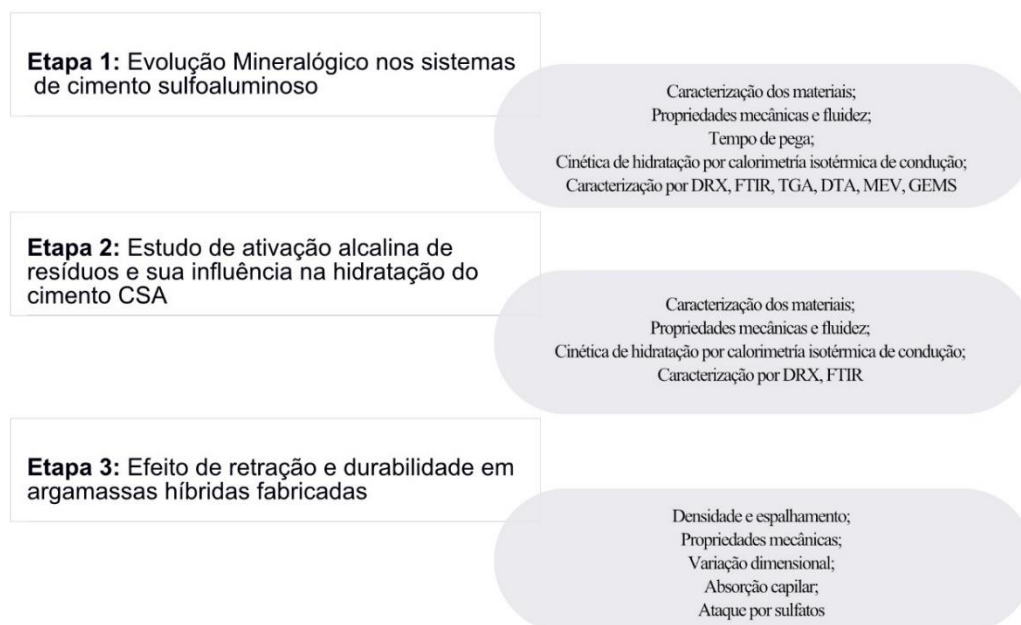 Etapa 1: Evolução Mineralógico nos sistemas
de cimento sulfoaluminoso
Caracterização dos materiais;
Propriedades mecânicas e fluidez;
Tempo de pega;
Cinética de hidratação por calorimetría isotérmica de condução;
Caracterização por DRX, FTIR, TGA, DTA, MEV, GEMS
Etapa 2: Estudo de ativação alcalina de
resíduos e sua influência na hidratação do
cimento CSA
Caracterização dos materiais;
Propriedades mecânicas e fluidez;
Cinética de hidratação por calorimetría isotérmica de condução;
Caracterização por DRX, FTIR
Etapa 3: Efeito de retração e durabilidade em
argamassas híbridas fabricadas
Densidade e espalhamento;
Propriedades mecânicas;
Variação dimensional;
Absorção capilar;
Ataque por sulfatos